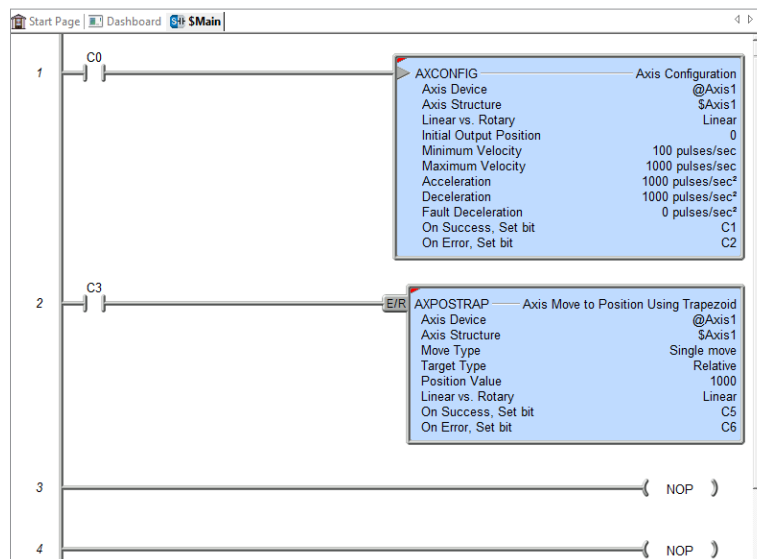 Start Page Dashboard $Main
C0
1
AXCONFIG Axis Configuration
Axis Device @Axis1
Axis Structure $Axis1
Linear vs. Rotary Linear
Initial Output Position 0
Minimum Velocity 100 pulses/sec
Maximum Velocity 1000 pulses/sec
Acceleration 1000 pulses/sec²
Deceleration 1000 pulses/sec²
Fault Deceleration 0 pulses/sec²
On Success, Set bit C1
On Error, Set bit C2
C3
2
E/R AXPOSTRAP Axis Move to Position Using Trapezoid
Axis Device @Axis1
Axis Structure $Axis1
Move Type Single move
Target Type Relative
Position Value 1000
Linear vs. Rotary Linear
On Success, Set bit C5
On Error, Set bit C6
3 NOP
4 NOP